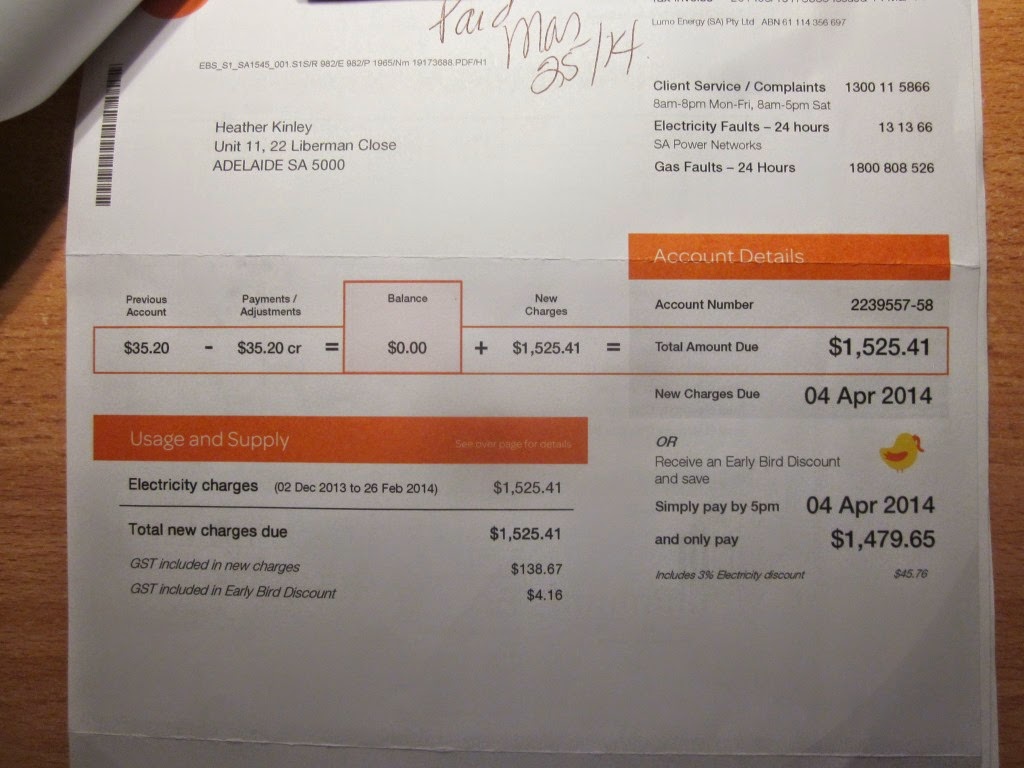 Paid
Mar
25/14
Lumo Energy (SA) Pty Ltd ABN 61 114 356 697
EBS_S1_SA1545_001.S1S/R 982/E 982/P 1965/Nm 19173688.PDF/H1
Client Service / Complaints 1300 11 5866
8am-8pm Mon-Fri, 8am-5pm Sat
Electricity Faults – 24 hours 13 13 66
SA Power Networks
Gas Faults – 24 Hours 1800 808 526
Heather Kinley
Unit 11, 22 Liberman Close
ADELAIDE SA 5000
Account Details
Account Number 2239557-58
Previous Account
Payments / Adjustments
Balance
New Charges
$35.20 - $35.20 cr = $0.00 + $1,525.41 = Total Amount Due $1,525.41
New Charges Due 04 Apr 2014
Usage and Supply See over page for details
Electricity charges (02 Dec 2013 to 26 Feb 2014) $1,525.41
Total new charges due $1,525.41
GST included in new charges $138.67
GST included in Early Bird Discount $4.16
OR
Receive an Early Bird Discount
and save
Simply pay by 5pm 04 Apr 2014
and only pay $1,479.65
Includes 3% Electricity discount $45.76